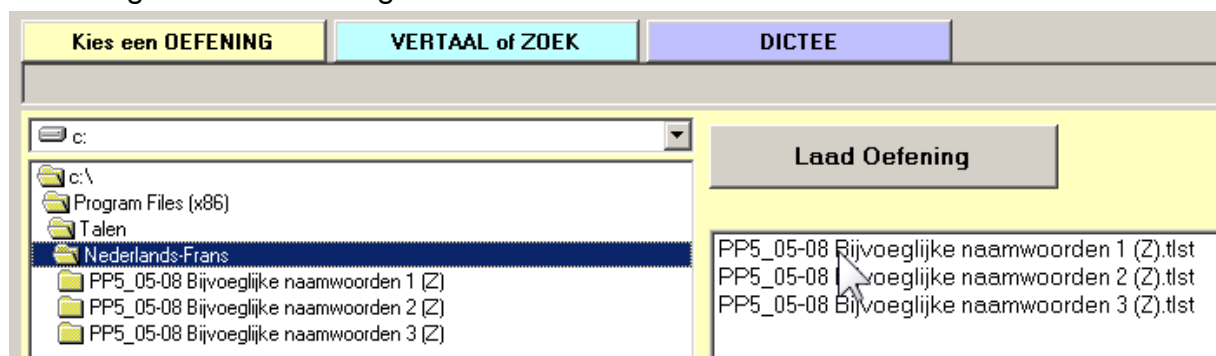 Kies een OEFENING
VERTAAL of ZOEK
DICTEE
c:
c:\
Program Files (x86)
Talen
Nederlands-Frans
PP5_05-08 Bijvoeglijke naamwoorden 1 (Z)
PP5_05-08 Bijvoeglijke naamwoorden 2 (Z)
PP5_05-08 Bijvoeglijke naamwoorden 3 (Z)
Laad Oefening
PP5_05-08 Bijvoeglijke naamwoorden 1 (Z).tlst
PP5_05-08 Bijvoeglijke naamwoorden 2 (Z).tlst
PP5_05-08 Bijvoeglijke naamwoorden 3 (Z).tlst